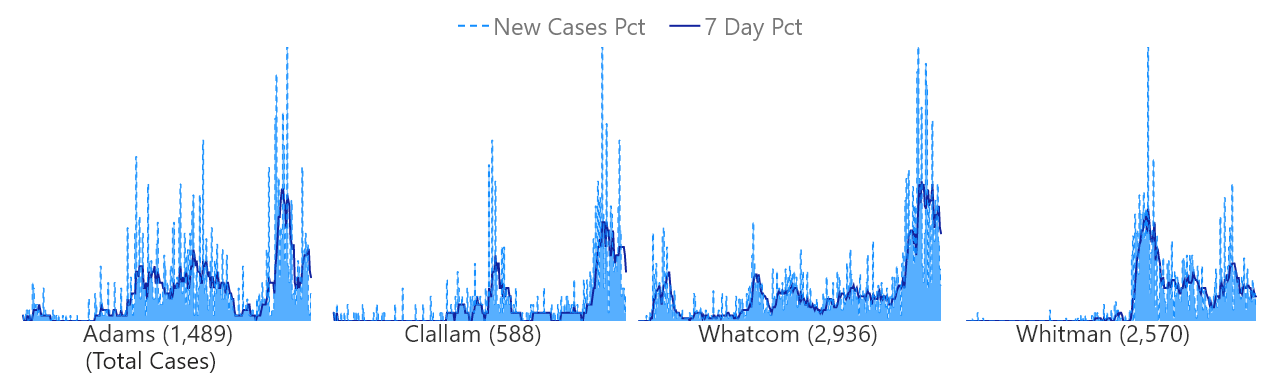 New Cases Pct 7 Day Pct
Adams (1,489) Clallam (588) Whatcom (2,936) Whitman (2,570)
(Total Cases)